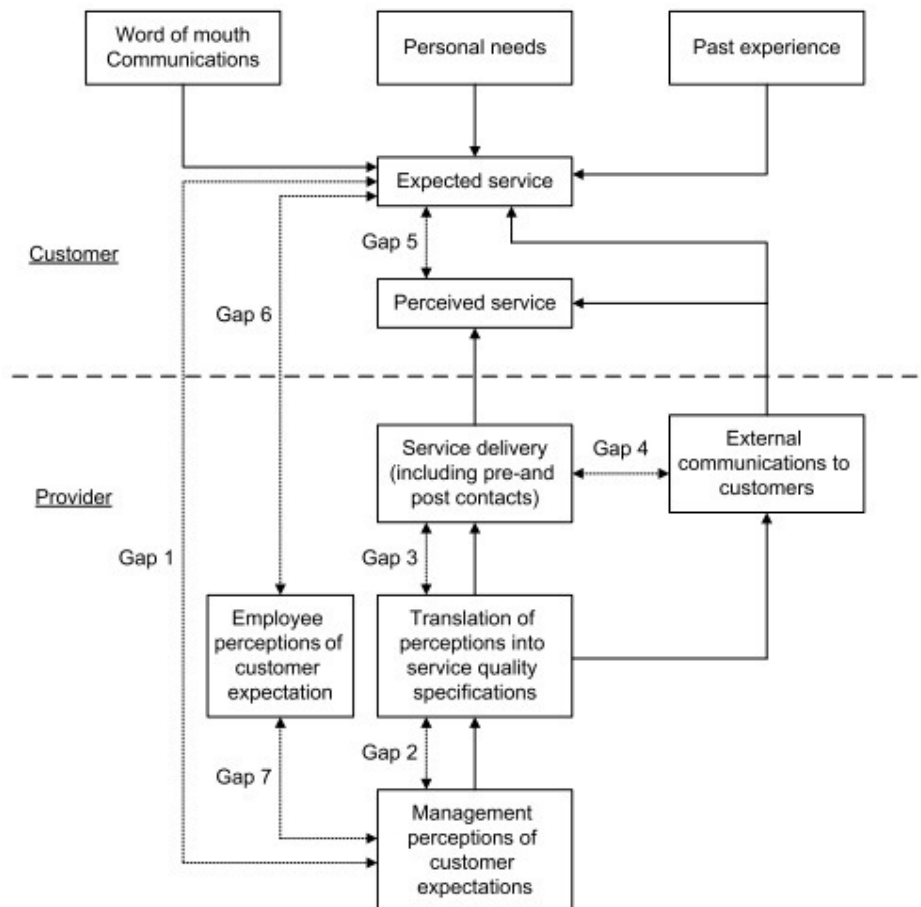 Word of mouth
Communications
Personal needs
Past experience
Expected service
Gap 5
Customer
Perceived service
Gap 6
Service delivery
(including pre-and
post contacts)
Gap 4
External
communications to
customers
Provider
Gap 1
Gap 3
Employee
perceptions of
customer
expectation
Translation of
perceptions into
service quality
specifications
Gap 2
Gap 7
Management
perceptions of
customer
expectations